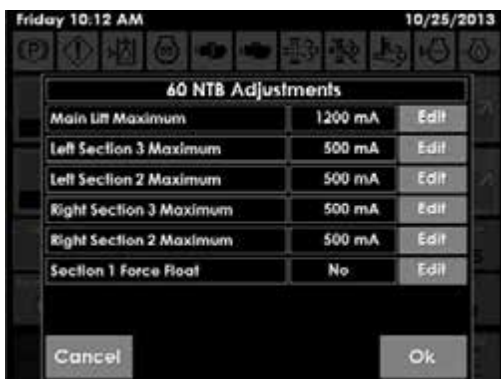 Friday 10:12 AM 10/25/2013
60 NTB Adjustments
Main Lift Maximum 1200 mA Edit
Left Section 3 Maximum 500 mA Edit
Left Section 2 Maximum 500 mA Edit
Right Section 3 Maximum 500 mA Edit
Right Section 2 Maximum 500 mA Edit
Section 1 Force Float No Edit
Cancel Ok